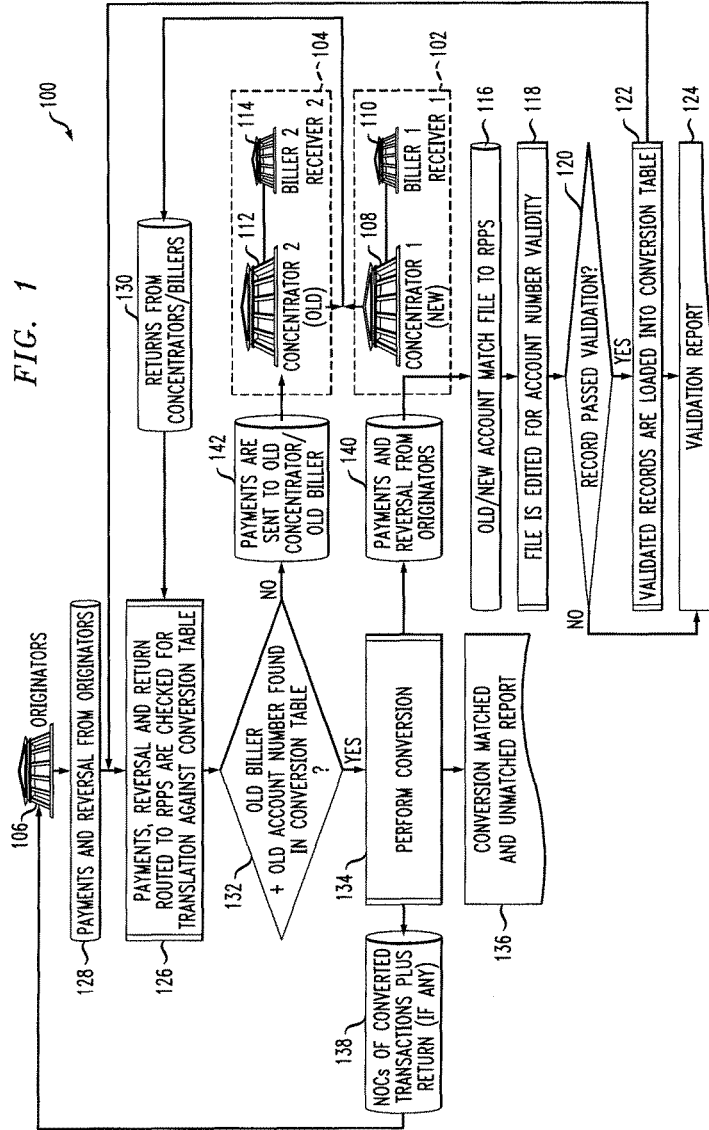 FIG. 1
100
106
ORIGINATORS
128
PAYMENTS AND REVERSAL FROM ORIGINATORS
126
PAYMENTS, REVERSAL AND RETURN
ROUTED TO RPPS ARE CHECKED FOR
TRANSLATION AGAINST CONVERSION TABLE
130
RETURNS FROM
CONCENTRATORS/BILLERS
132
OLD BILLER
+ OLD ACCOUNT NUMBER FOUND
IN CONVERSION TABLE
?
NO
YES
142
PAYMENTS ARE
SENT TO OLD
CONCENTRATOR/
OLD BILLER
104
112
CONCENTRATOR 2
(OLD)
114
BILLER 2
RECEIVER 2
134
PERFORM CONVERSION
140
PAYMENTS AND
REVERSAL FROM
ORIGINATORS
102
108
CONCENTRATOR 1
(NEW)
110
BILLER 1
RECEIVER 1
138
NOCs OF CONVERTED
TRANSACTIONS PLUS
RETURN (IF ANY)
136
CONVERSION MATCHED
AND UNMATCHED REPORT
116
OLD/NEW ACCOUNT MATCH FILE TO RPPS
118
FILE IS EDITED FOR ACCOUNT NUMBER VALIDITY
120
RECORD PASSED VALIDATION?
NO
YES
122
VALIDATED RECORDS ARE LOADED INTO CONVERSION TABLE
124
VALIDATION REPORT